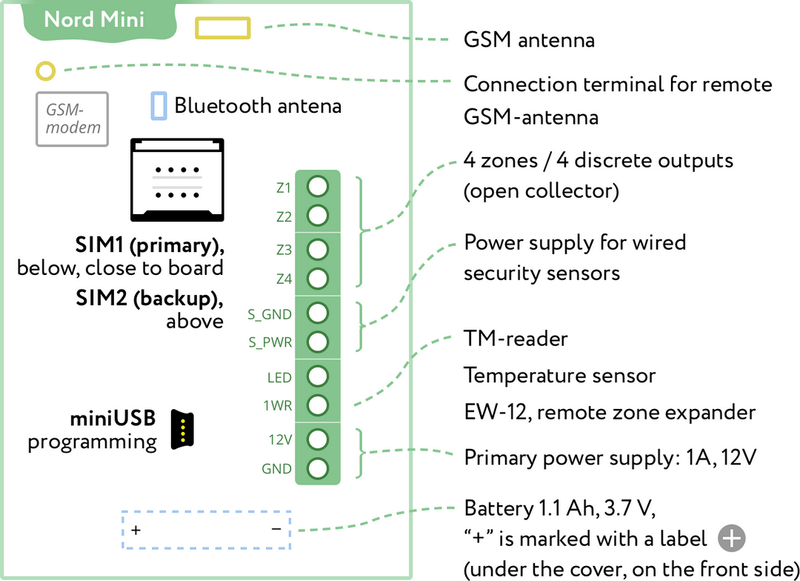 Nord Mini
GSM antenna
Connection terminal for remote
GSM-antenna
GSM-
modem
Bluetooth antena
4 zones / 4 discrete outputs
(open collector)
Z1
Z2
Z3
Z4
SIM1 (primary),
below, close to board
SIM2 (backup),
above
Power supply for wired
security sensors
S_GND
S_PWR
LED
1WR
TM-reader
Temperature sensor
EW-12, remote zone expander
miniUSB
programming
12V
GND
Primary power supply: 1A, 12V
+ −
Battery 1.1 Ah, 3.7 V,
“+” is marked with a label +
(under the cover, on the front side)